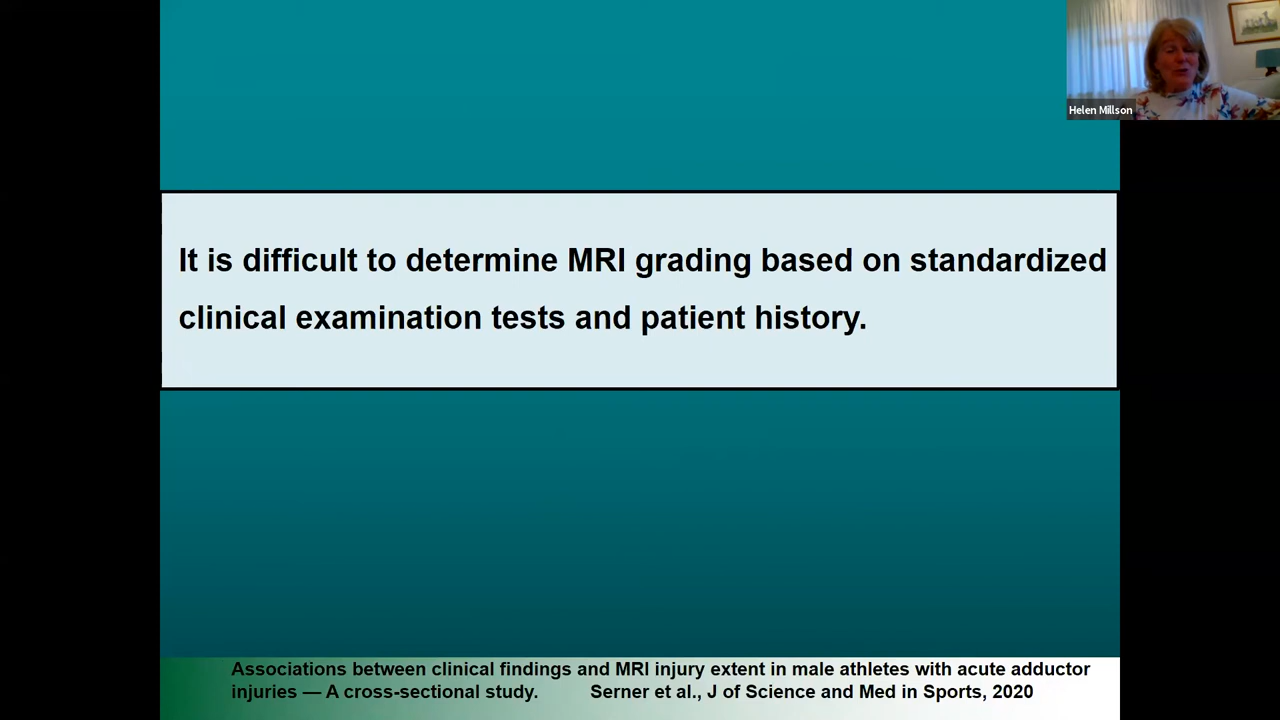 Helen Millson
It is difficult to determine MRI grading based on standardized
clinical examination tests and patient history.
Associations between clinical findings and MRI injury extent in male athletes with acute adductor
injuries — A cross-sectional study. Serner et al., J of Science and Med in Sports, 2020